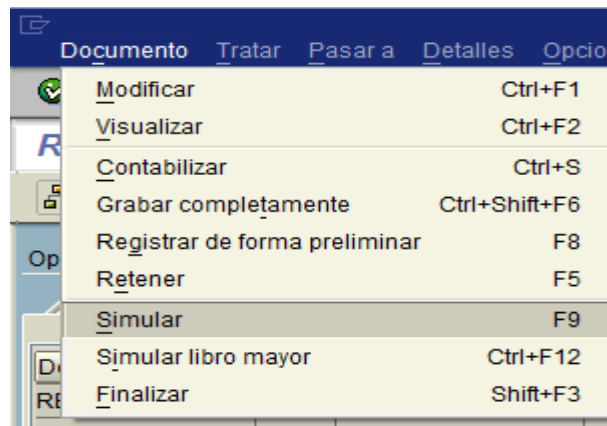 Documento Tratar Pasar a Detalles
Modificar Ctrl+F1
Visualizar Ctrl+F2
Contabilizar Ctrl+S
Grabar completamente Ctrl+Shift+F6
Registrar de forma preliminar F8
Retener F5
Simular F9
Simular libro mayor Ctrl+F12
Finalizar Shift+F3